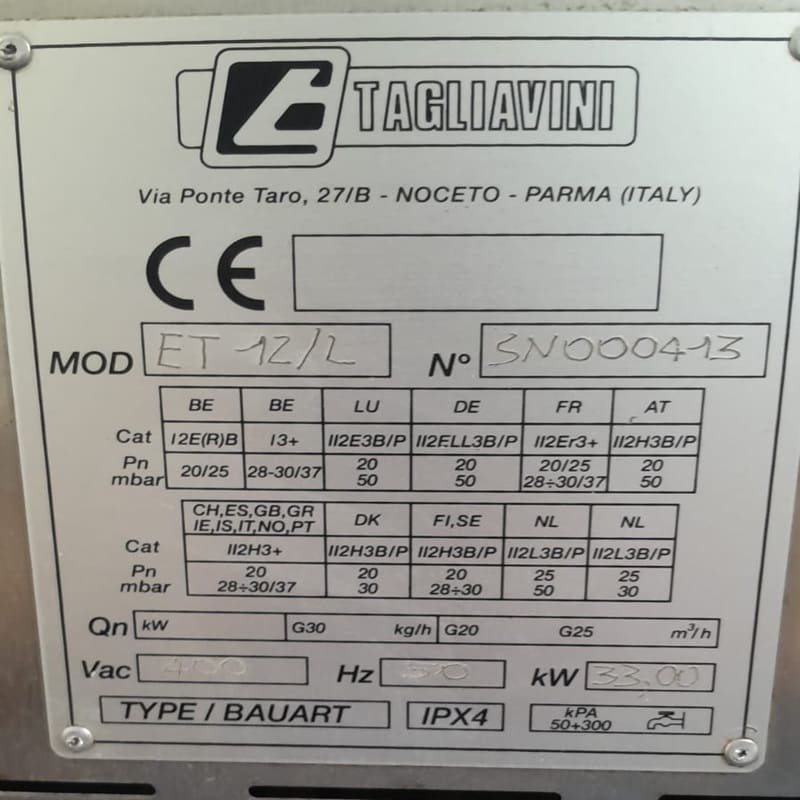 TAGLIAVINI
Via Ponte Taro, 27/B - NOCETO - PARMA (ITALY)
CE
MOD ET 12/L N° SN000413
BE BE LU DE FR AT
Cat I2E(R)B I3+ II2E3B/P II2ELL3B/P II2Er3+ II2H3B/P
Pn mbar 20/25 28-30/37 20 50 20 50 20/25 28÷30/37 20 50
CH,ES,GB,GR IE,IS,IT,NO,PT DK FI,SE NL NL
Cat II2H3+ II2H3B/P II2H3B/P II2L3B/P II2L3B/P
Pn mbar 20 28÷30/37 20 30 20 28÷30 25 50 25 30
Qn kW G30 kg/h G20 G25 m³/h
Vac 400 Hz 50 kW 33.00
TYPE / BAUART IPX4 kPA 50÷300